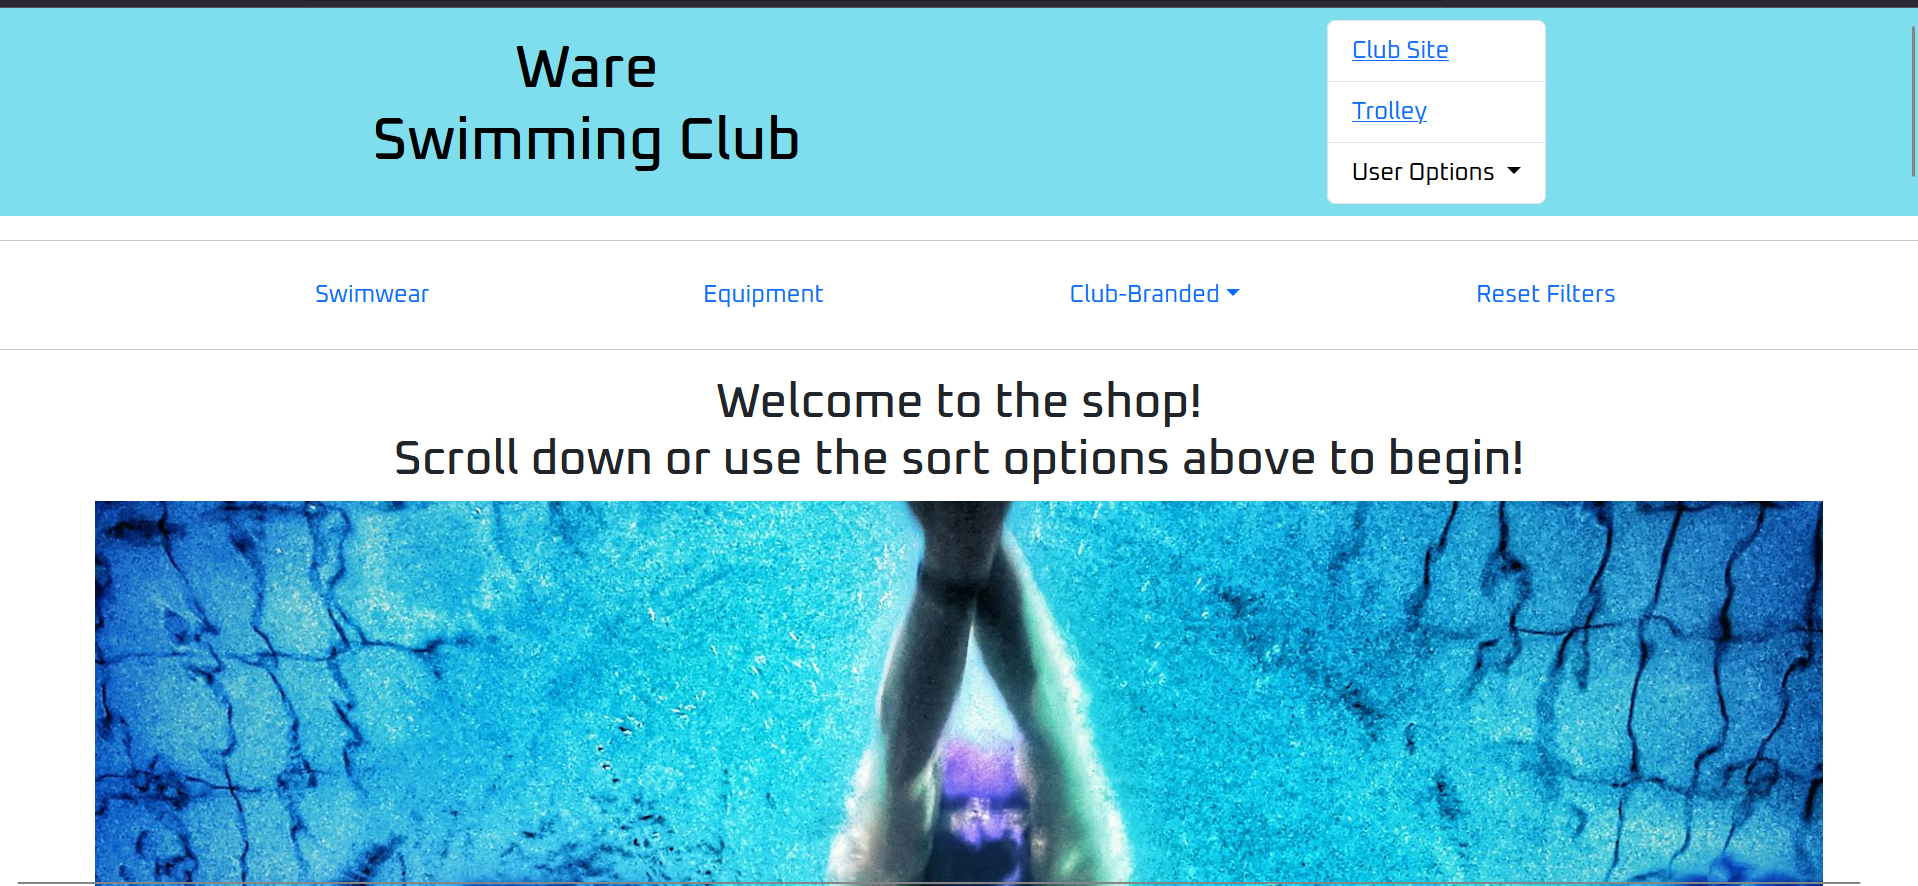 Ware
Swimming Club
Club Site
Trolley
User Options
Swimwear
Equipment
Club-Branded
Reset Filters
Welcome to the shop!
Scroll down or use the sort options above to begin!